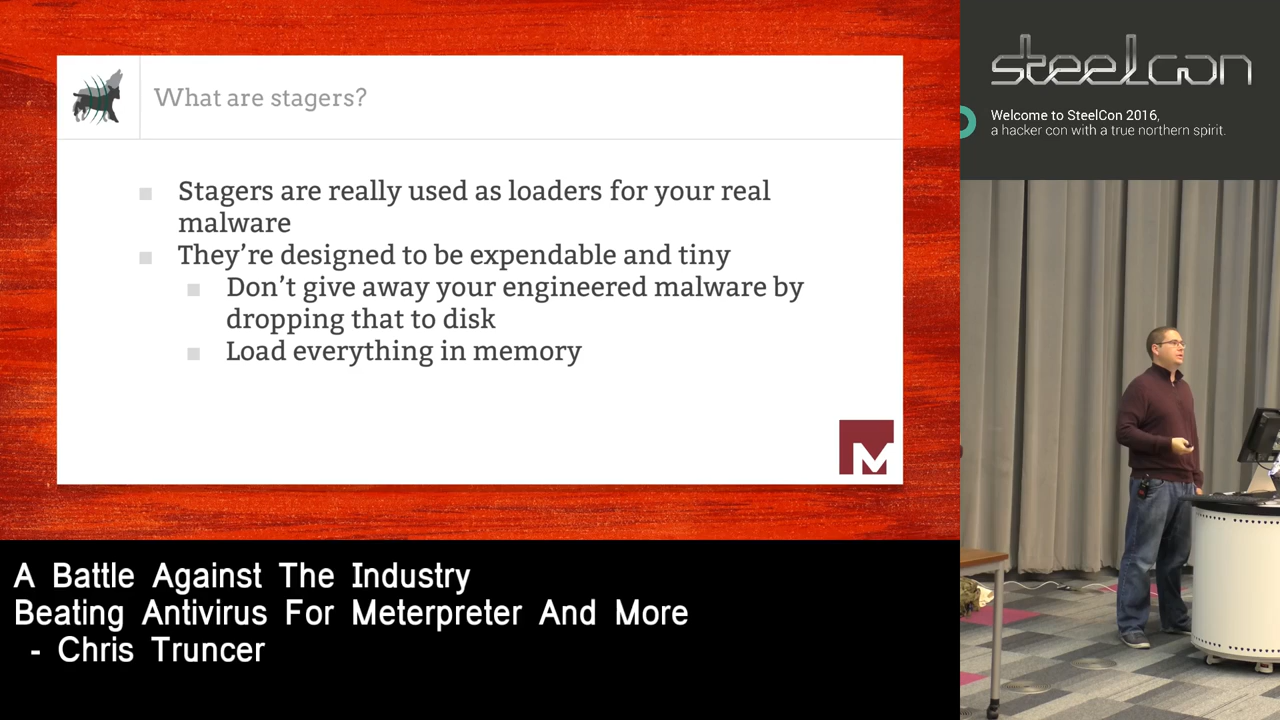 What are stagers?
Stagers are really used as loaders for your real
malware
They're designed to be expendable and tiny
Don't give away your engineered malware by
dropping that to disk
Load everything in memory
M
steelcon
Welcome to SteelCon 2016,
a hacker con with a true northern spirit.
A Battle Against The Industry
Beating Antivirus For Meterpreter And More
- Chris Truncer